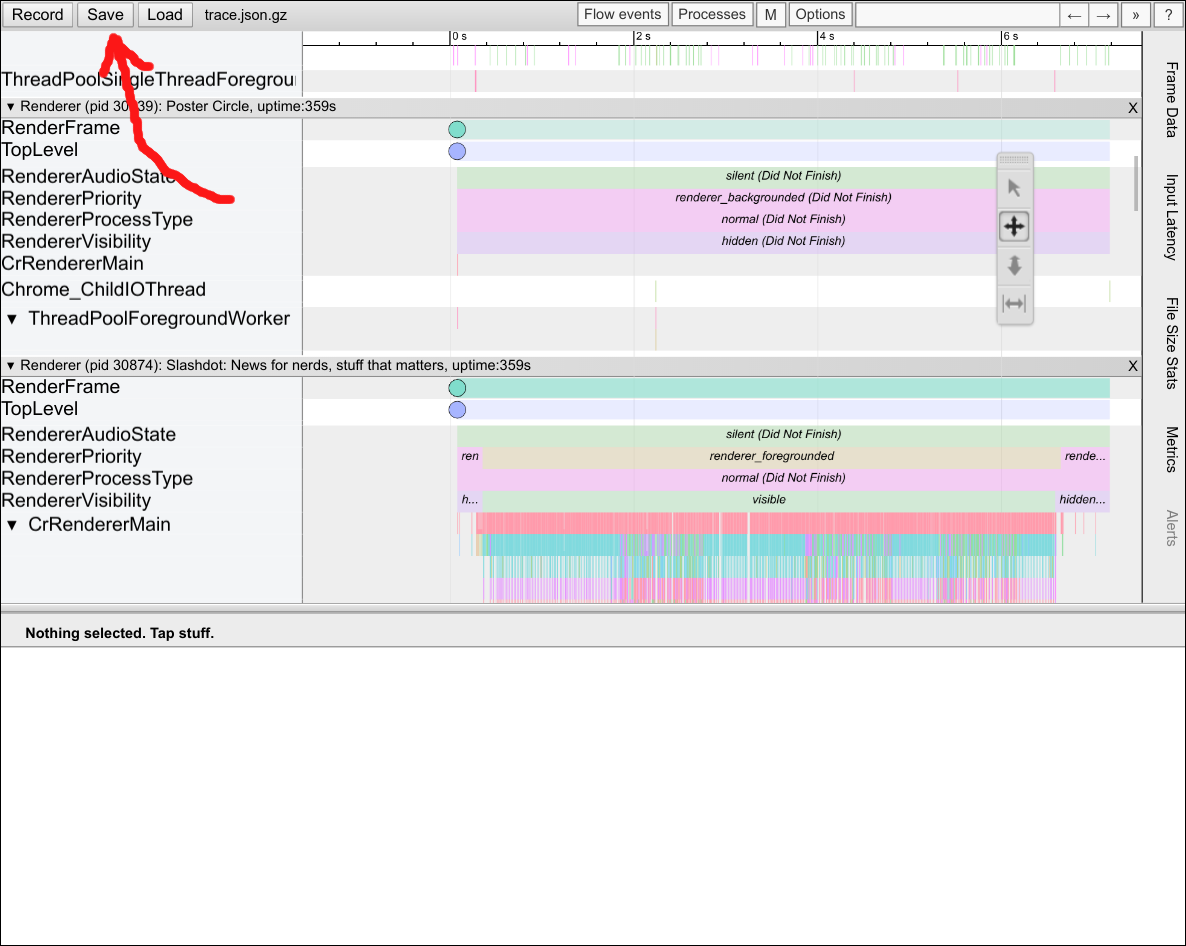 Record Save Load trace.json.gz Flow events Processes M Options ← → » ?
0 s 2 s 4 s 6 s
ThreadPoolSingleThreadForegrou
▼ Renderer (pid 30 39): Poster Circle, uptime:359s X
RenderFrame
TopLevel
RendererAudioState silent (Did Not Finish)
RendererPriority renderer_backgrounded (Did Not Finish)
RendererProcessType normal (Did Not Finish)
RendererVisibility hidden (Did Not Finish)
CrRendererMain
Chrome_ChildIOThread
▼ ThreadPoolForegroundWorker
▼ Renderer (pid 30874): Slashdot: News for nerds, stuff that matters, uptime:359s X
RenderFrame
TopLevel
RendererAudioState silent (Did Not Finish)
RendererPriority ren renderer_foregrounded rende...
RendererProcessType normal (Did Not Finish)
RendererVisibility h... visible hidden...
▼ CrRendererMain
Frame Data
Input Latency
File Size Stats
Metrics
Alerts
Nothing selected. Tap stuff.